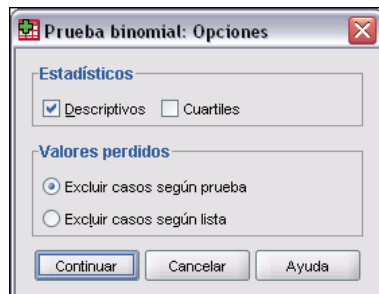 Prueba binomial: Opciones
Estadísticos
Descriptivos Cuartiles
Valores perdidos
Excluir casos según prueba
Excluir casos según lista
Continuar Cancelar Ayuda